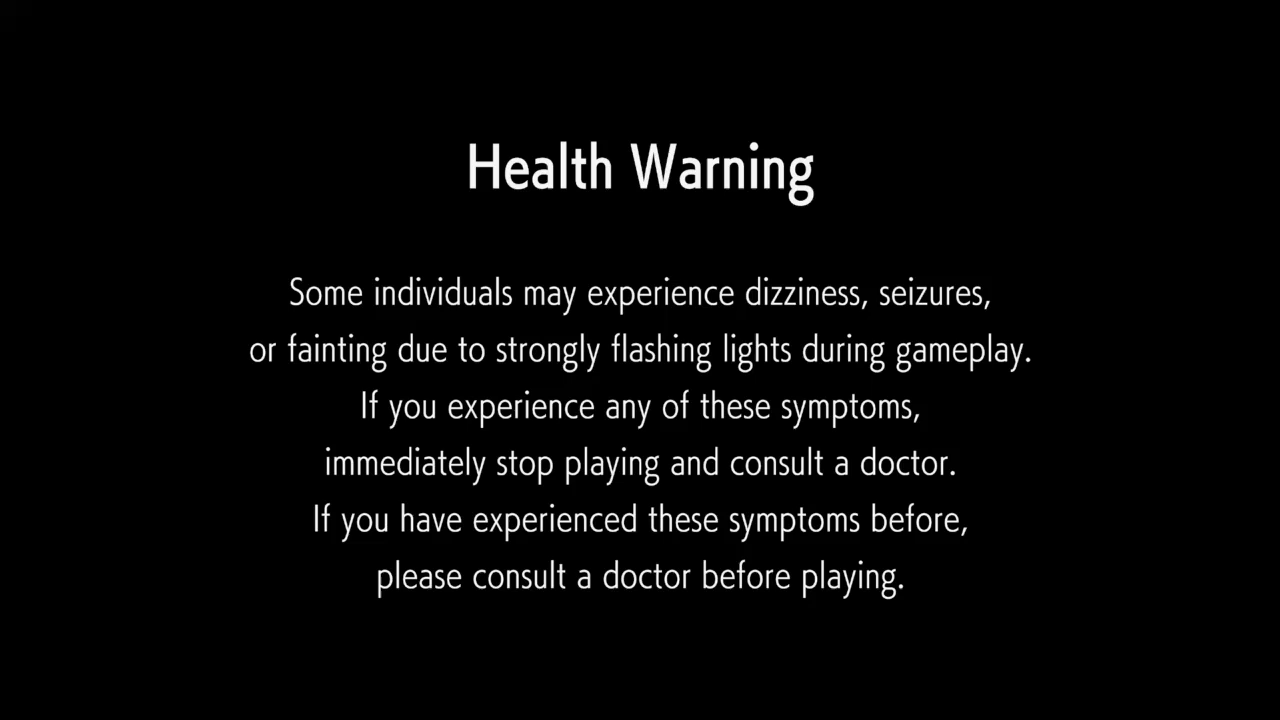 Health Warning
Some individuals may experience dizziness, seizures,
or fainting due to strongly flashing lights during gameplay.
If you experience any of these symptoms,
immediately stop playing and consult a doctor.
If you have experienced these symptoms before,
please consult a doctor before playing.